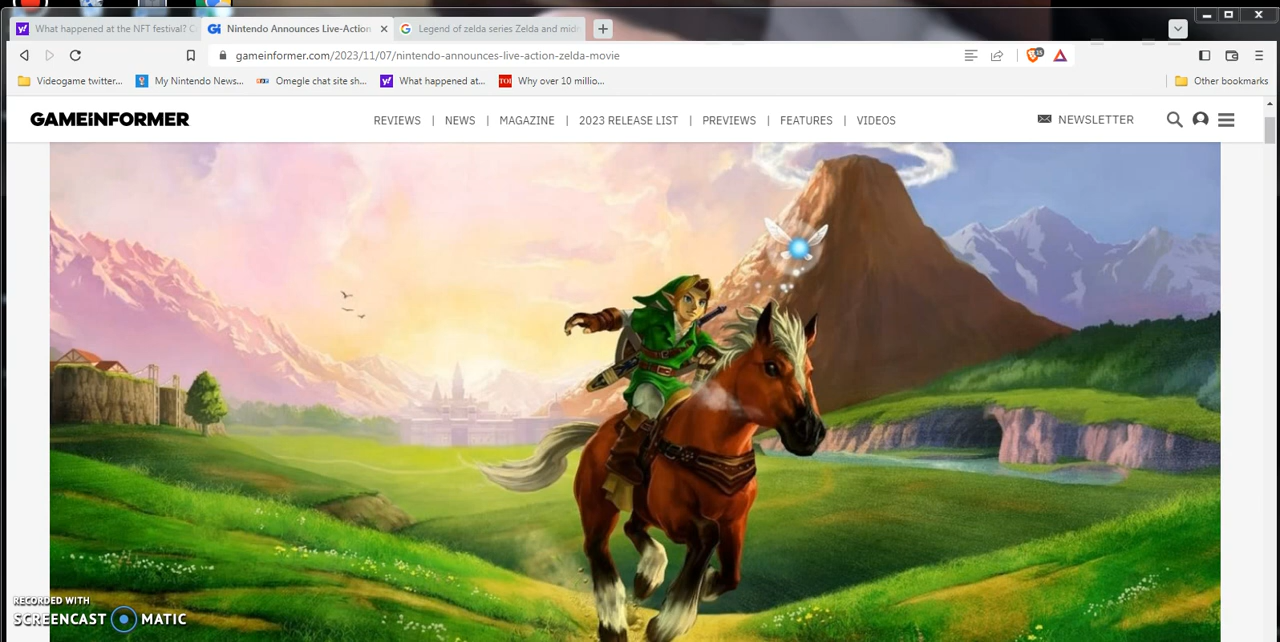 What happened at the NFT festival? C
Nintendo Announces Live-Action
Legend of zelda series Zelda and mid
gameinformer.com/2023/11/07/nintendo-announces-live-action-zelda-movie
15
Videogame twitter...
My Nintendo News...
Omegle chat site sh...
What happened at...
TOI
Why over 10 millio...
Other bookmarks
GAMEiNFORMER
REVIEWS | NEWS | MAGAZINE | 2023 RELEASE LIST | PREVIEWS | FEATURES | VIDEOS
NEWSLETTER
RECORDED WITH
SCREENCAST MATIC